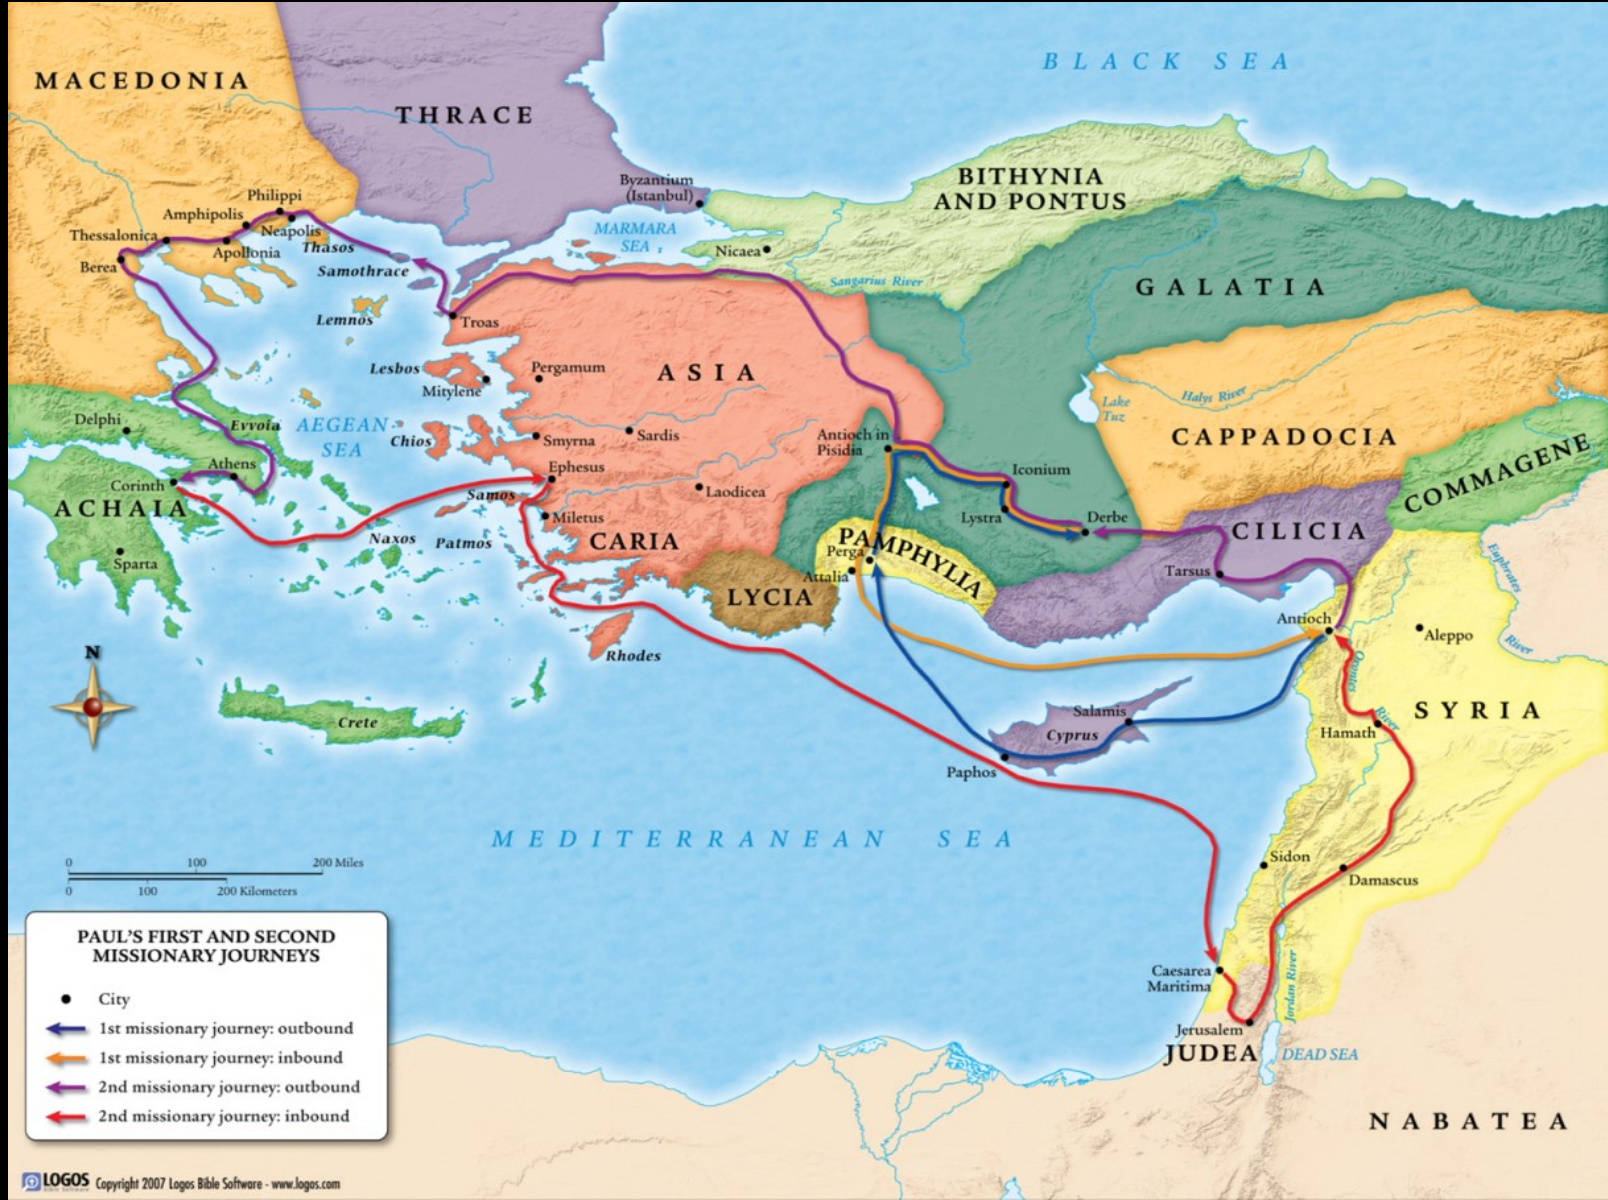 BLACK SEA
MACEDONIA
THRACE
BITHYNIA
AND PONTUS
Byzantium
(Istanbul)
Philippi
Amphipolis
Neapolis
Thessalonica
Apollonia
Thasos
Berea
Samothrace
MARMARA
SEA
Nicaea
Sangarius River
GALATIA
Lemnos
Troas
Lesbos
Mitylene
Pergamum
ASIA
Lake
Tuz
Halys River
CAPPADOCIA
COMMAGENE
Delphi
Evvoia
AEGEAN
SEA
Chios
Smyrna
Sardis
Antioch in
Pisidia
Iconium
Athens
Corinth
ACHAIA
Ephesus
Samos
Laodicea
Miletus
Lystra
Derbe
CILICIA
Naxos
Patmos
CARIA
PAMPHYLIA
Perga
Attalia
Tarsus
Euphrates
River
Sparta
LYCIA
Antioch
Aleppo
Orontes
River
N
Rhodes
Crete
Salamis
Cyprus
SYRIA
Hamath
Paphos
MEDITERRANEAN SEA
Sidon
Damascus
0 100 200 Miles
0 100 200 Kilometers
Caesarea
Maritima
Jordan River
Jerusalem
JUDEA
DEAD SEA
NABATEA
PAUL'S FIRST AND SECOND
MISSIONARY JOURNEYS
City
1st missionary journey: outbound
1st missionary journey: inbound
2nd missionary journey: outbound
2nd missionary journey: inbound
LOGOS
Bible Software
Copyright 2007 Logos Bible Software - www.logos.com